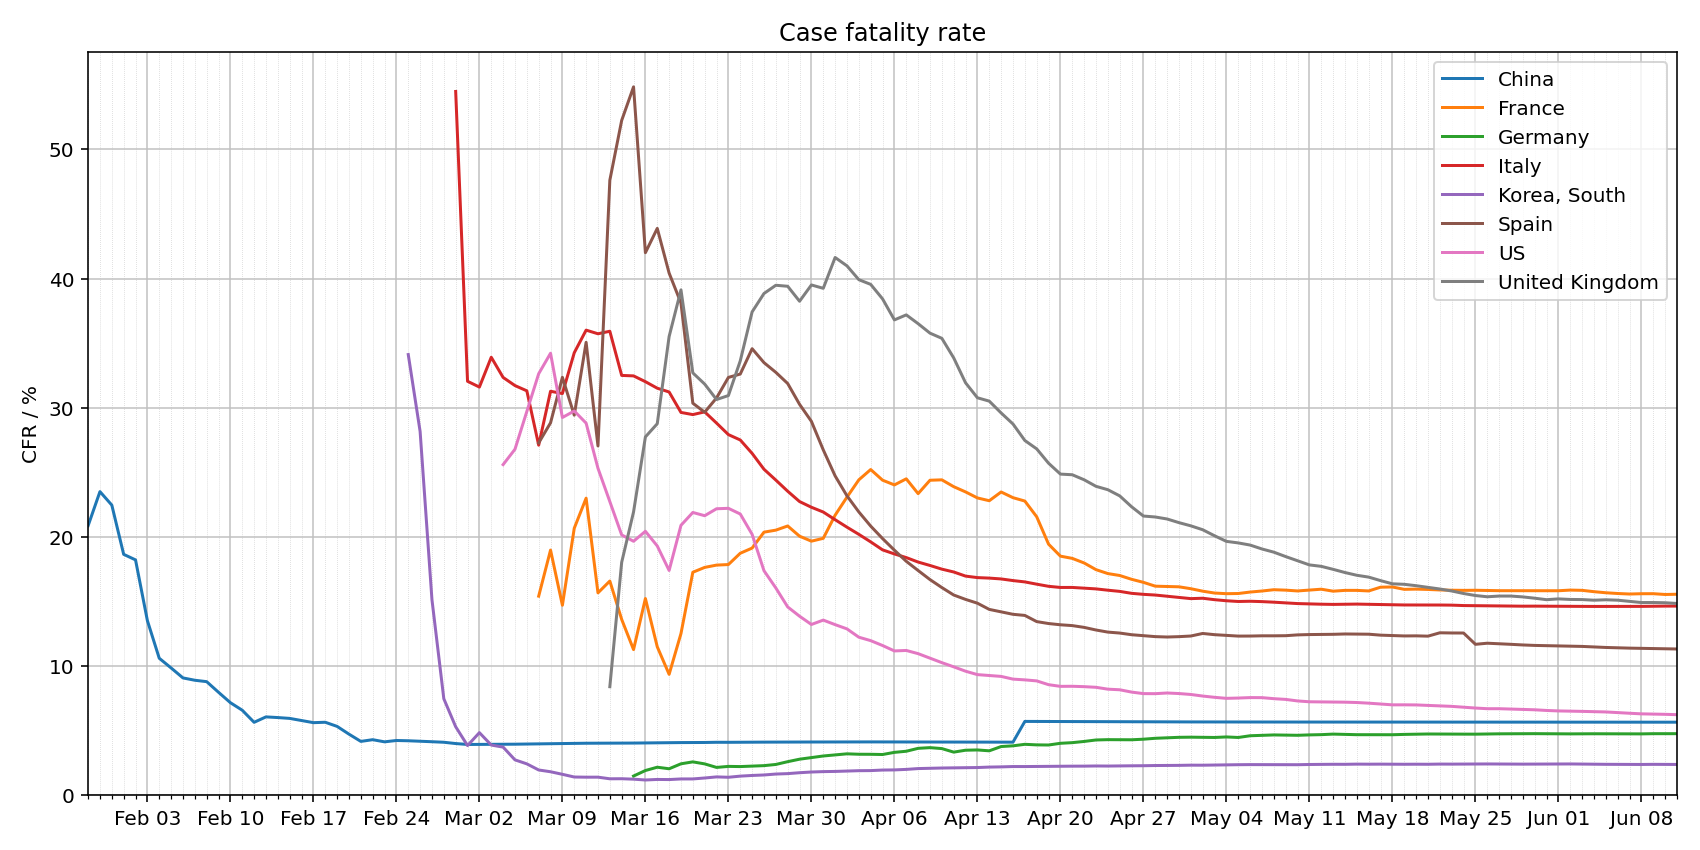 Case fatality rate
CFR / %
50
40
30
20
10
0
Feb 03 Feb 10 Feb 17 Feb 24 Mar 02 Mar 09 Mar 16 Mar 23 Mar 30 Apr 06 Apr 13 Apr 20 Apr 27 May 04 May 11 May 18 May 25 Jun 01 Jun 08
China
France
Germany
Italy
Korea, South
Spain
US
United Kingdom